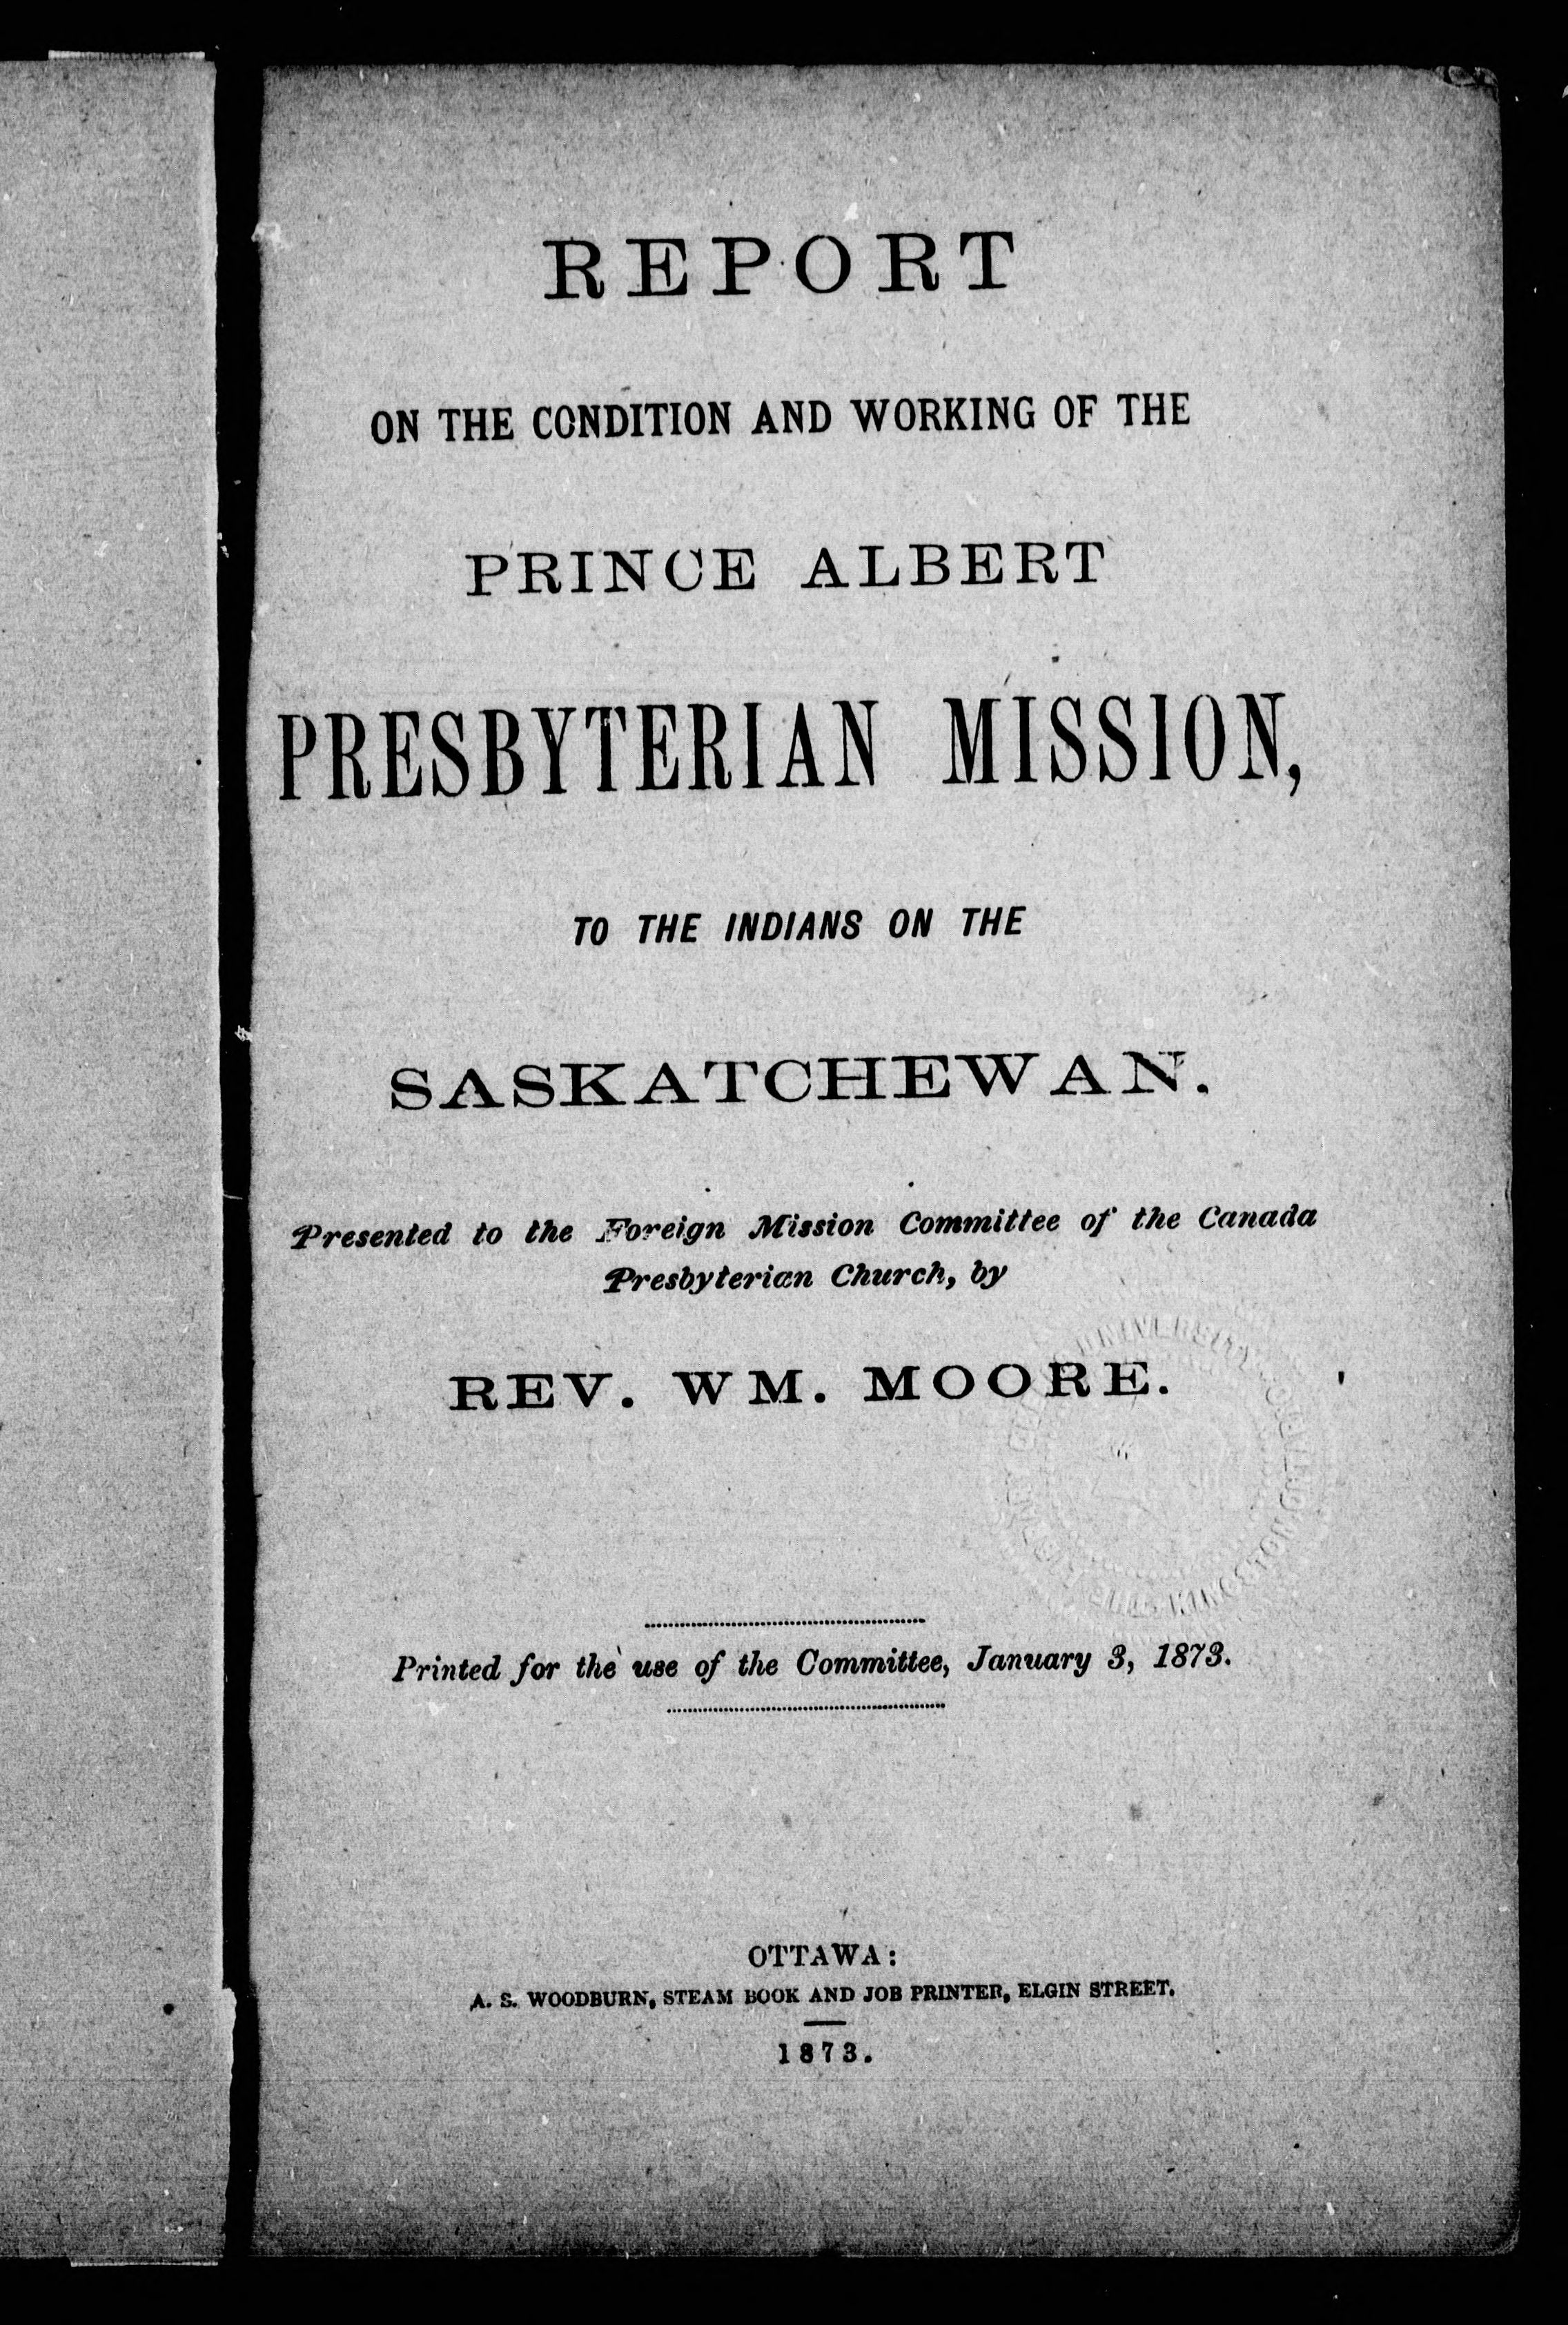 REPORT
ON THE CONDITION AND WORKING OF THE
PRINCE ALBERT
PRESBYTERIAN MISSION,
TO THE INDIANS ON THE
SASKATCHEWAN.
Presented to the Foreign Mission Committee of the Canada
Presbyterian Church, by
REV. WM. MOORE.
Printed for the use of the Committee, January 3, 1873.
OTTAWA:
A. S. WOODBURN, STEAM BOOK AND JOB PRINTER, ELGIN STREET.
1873.